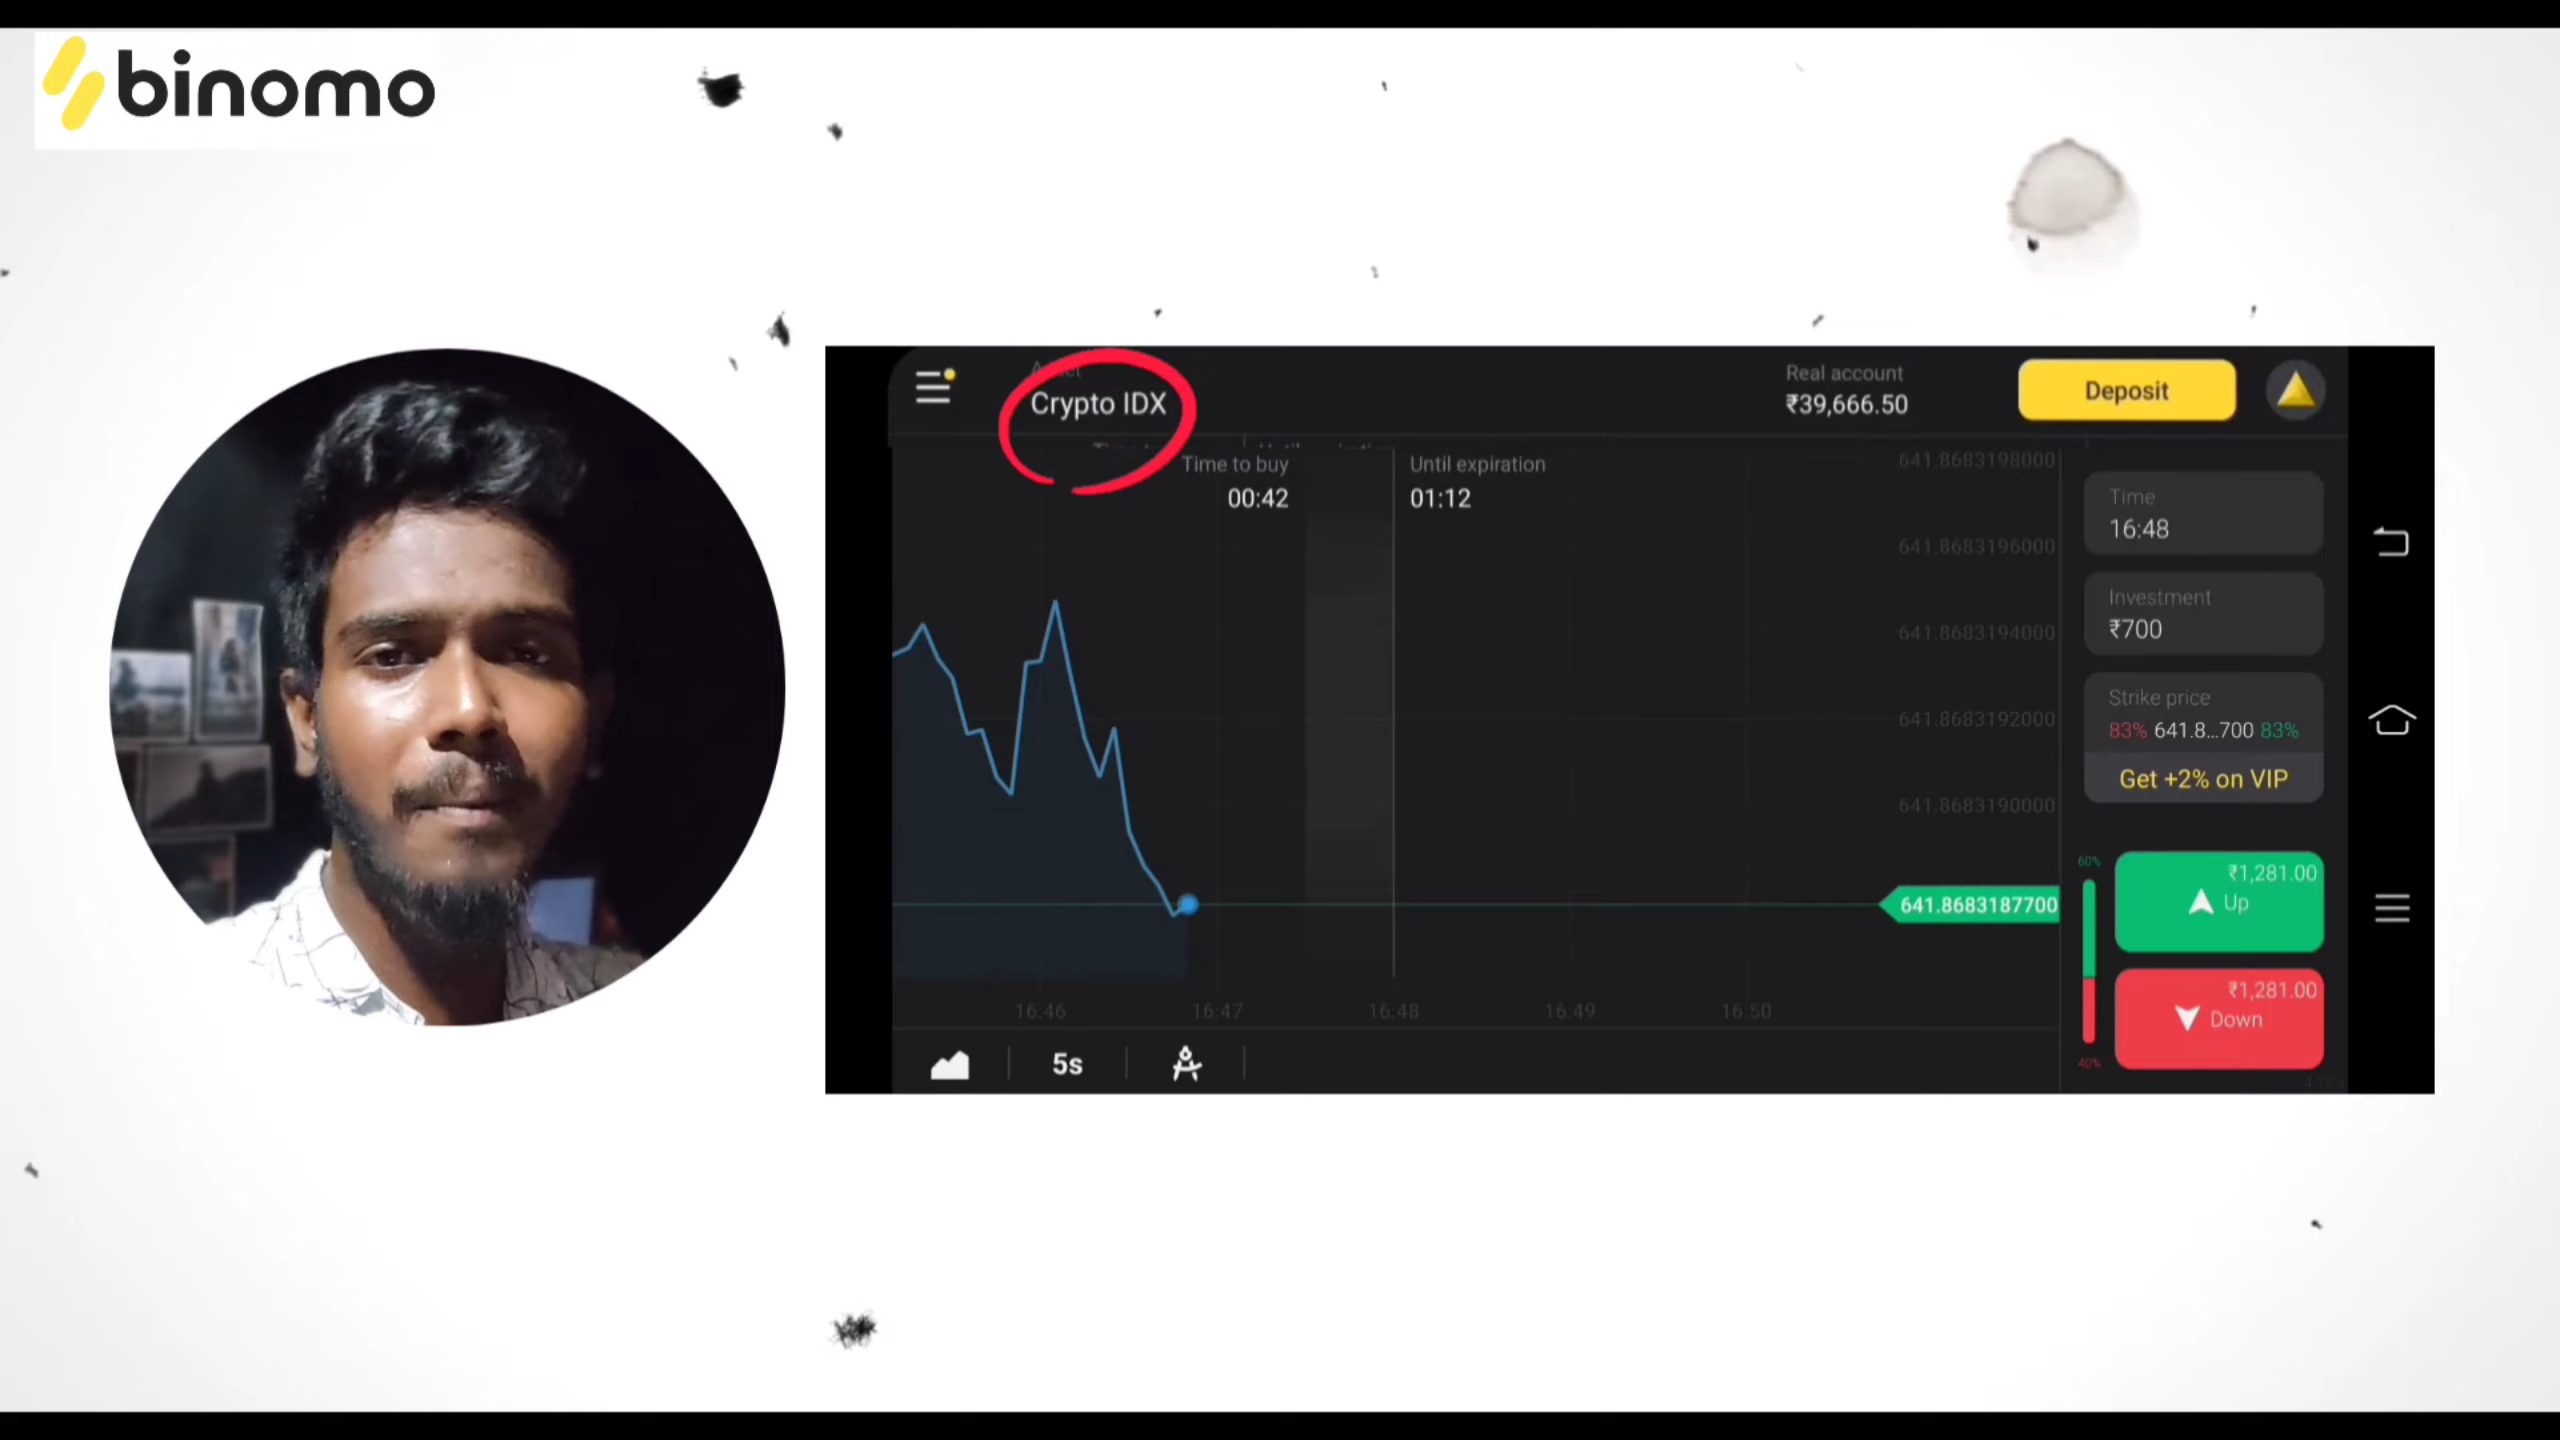 binomo
Crypto IDX
Real account
₹39,666.50
Deposit
Time to buy
00:42
Until expiration
01:12
641.8683198000
641.8683196000
641.8683194000
641.8683192000
641.8683190000
641.8683187700
Time
16:48
Investment
₹700
Strike price
83% 641.8...700 83%
Get +2% on VIP
60%
₹1,281.00
Up
₹1,281.00
Down
40%
16:46
16:47
16:48
16:49
16:50
5s